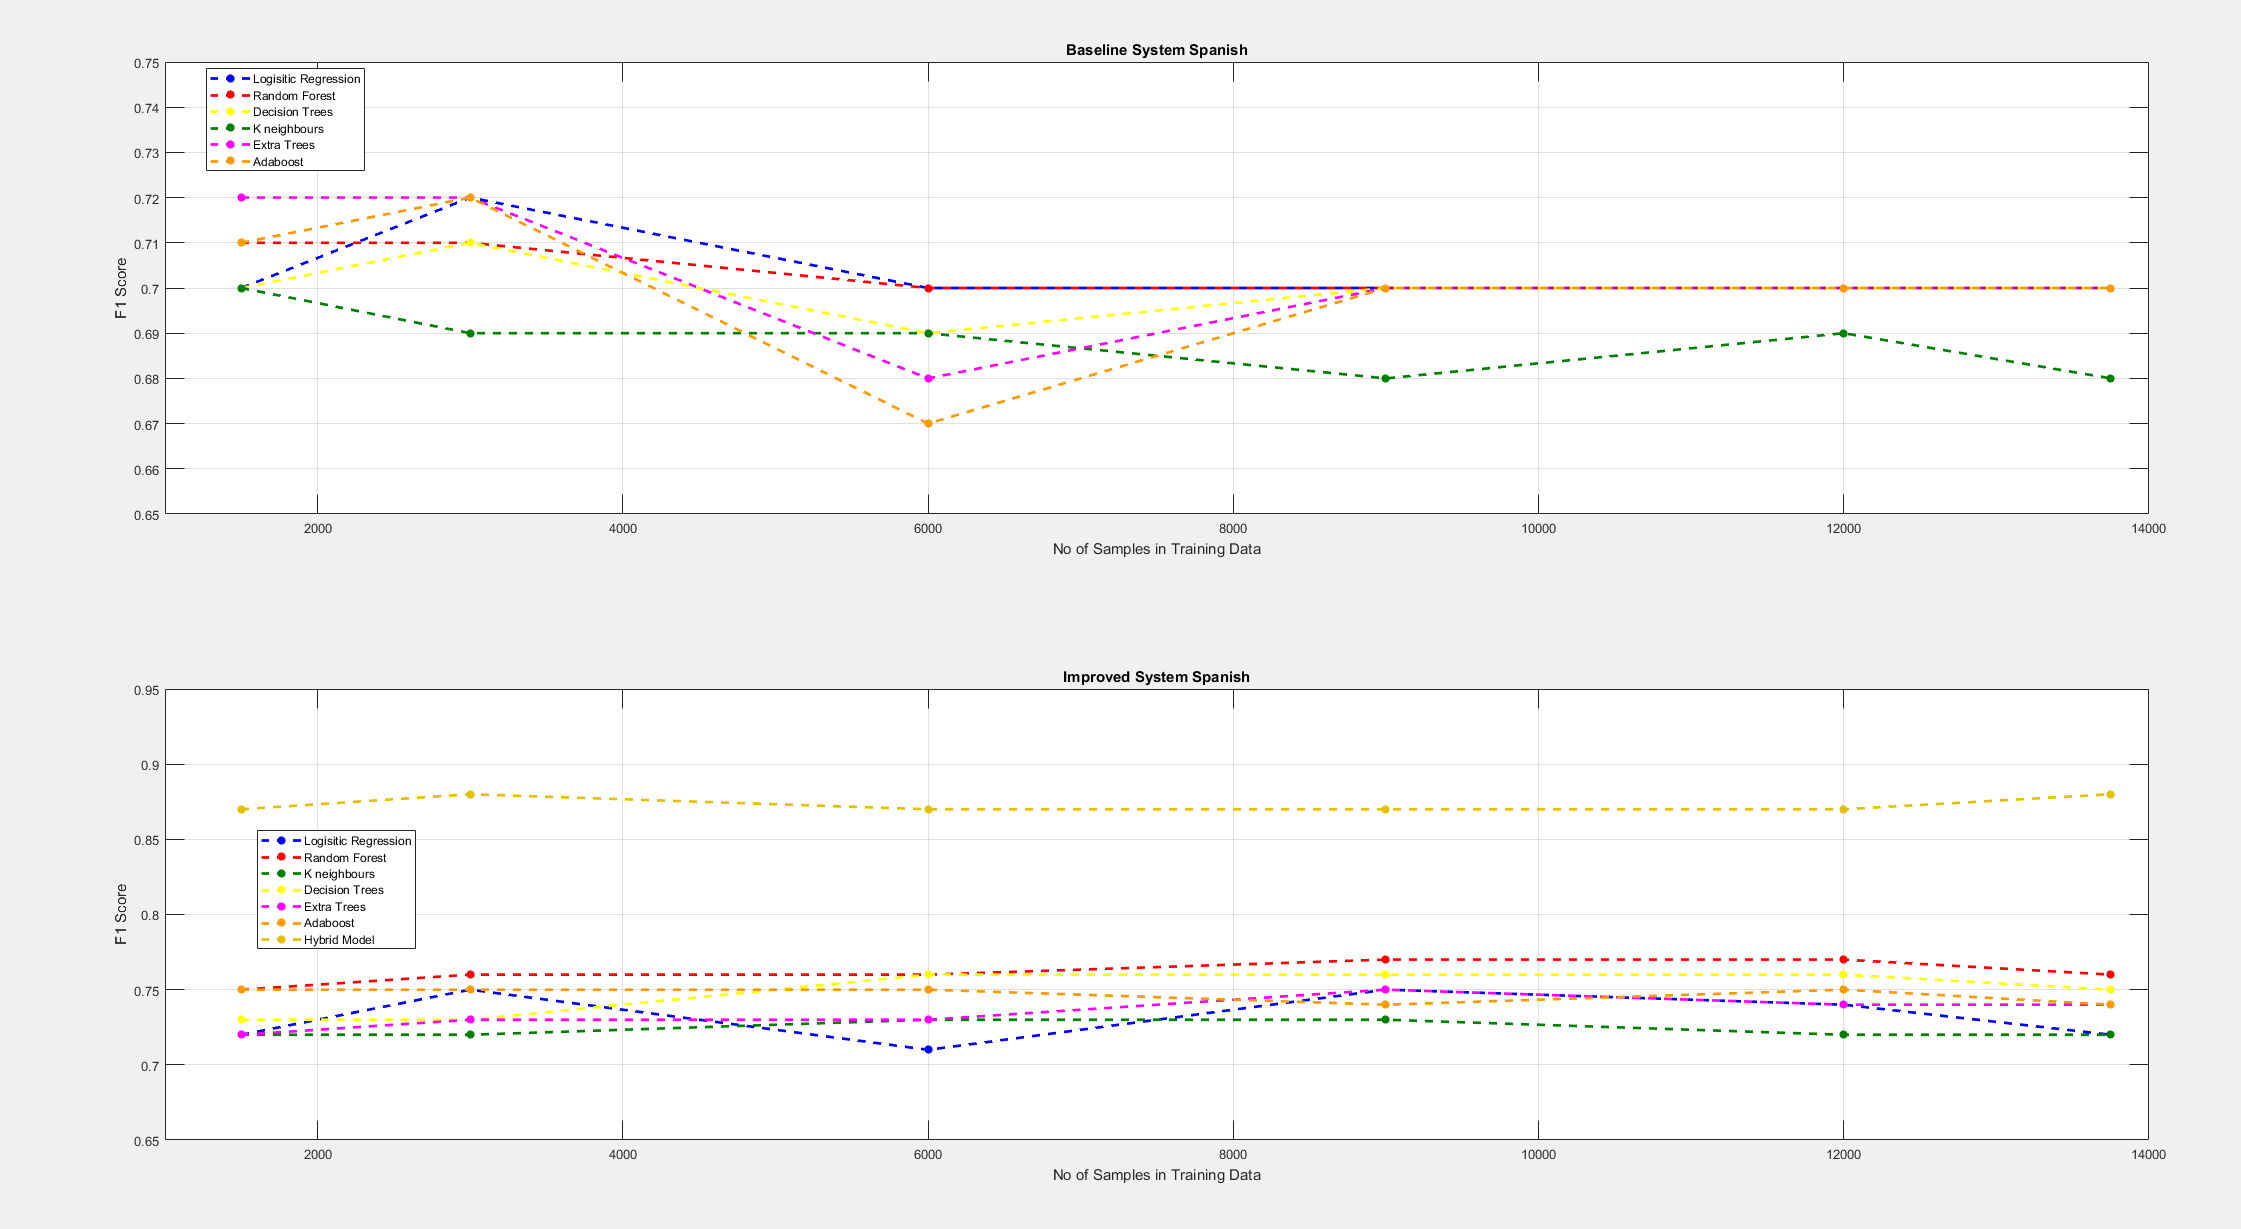 Baseline System Spanish
0.75
0.74
0.73
0.72
0.71
0.7
0.69
0.68
0.67
0.66
0.65
F1 Score
Logisitic Regression
Random Forest
Decision Trees
K neighbours
Extra Trees
Adaboost
2000 4000 6000 8000 10000 12000 14000
No of Samples in Training Data
Improved System Spanish
0.95
0.9
0.85
0.8
0.75
0.7
0.65
F1 Score
Logisitic Regression
Random Forest
K neighbours
Decision Trees
Extra Trees
Adaboost
Hybrid Model
2000 4000 6000 8000 10000 12000 14000
No of Samples in Training Data